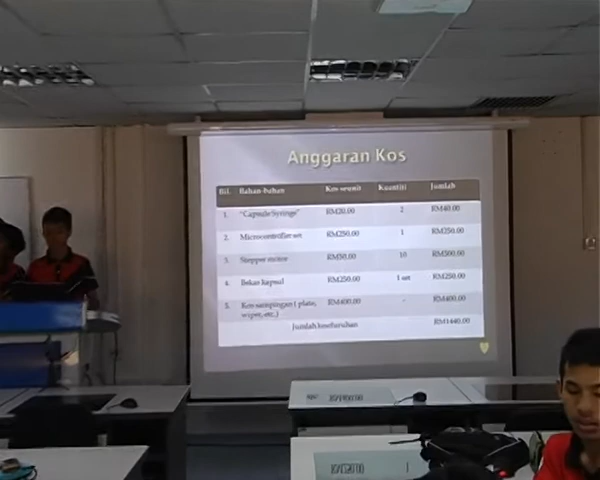 Anggaran Kos
Bil. Bahan-bahan Kos seunit Kuantiti Jumlah
1. "Capsule Syringe" RM20.00 2 RM40.00
2. Microcontroller set RM250.00 1 RM250.00
3. Stepper motor RM50.00 10 RM500.00
4. Bekas kapsul RM250.00 1 set RM250.00
5. Kos sampingan ( plate, RM400.00 - RM400.00
wiper, etc.)
Jumlah keseluruhan RM1440.00